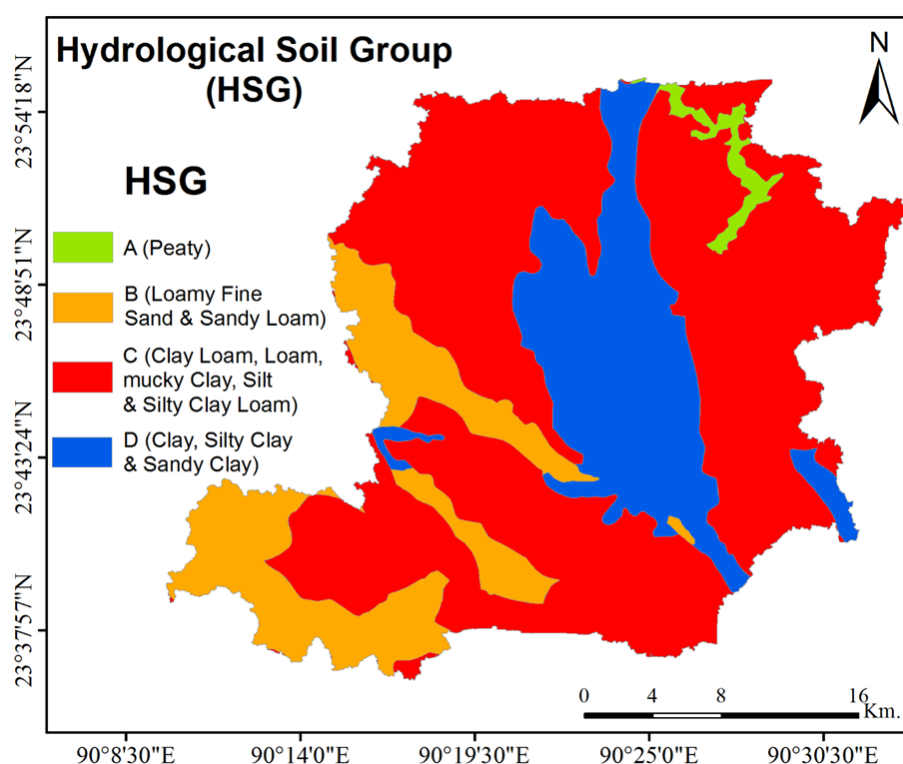 Hydrological Soil Group
(HSG)
N
HSG
A (Peaty)
B (Loamy Fine
Sand & Sandy Loam)
C (Clay Loam, Loam,
mucky Clay, Silt
& Silty Clay Loam)
D (Clay, Silty Clay
& Sandy Clay)
23°54'18"N
23°48'51"N
23°43'24"N
23°37'57"N
0 4 8 16
Km.
90°8'30"E 90°14'0"E 90°19'30"E 90°25'0"E 90°30'30"E